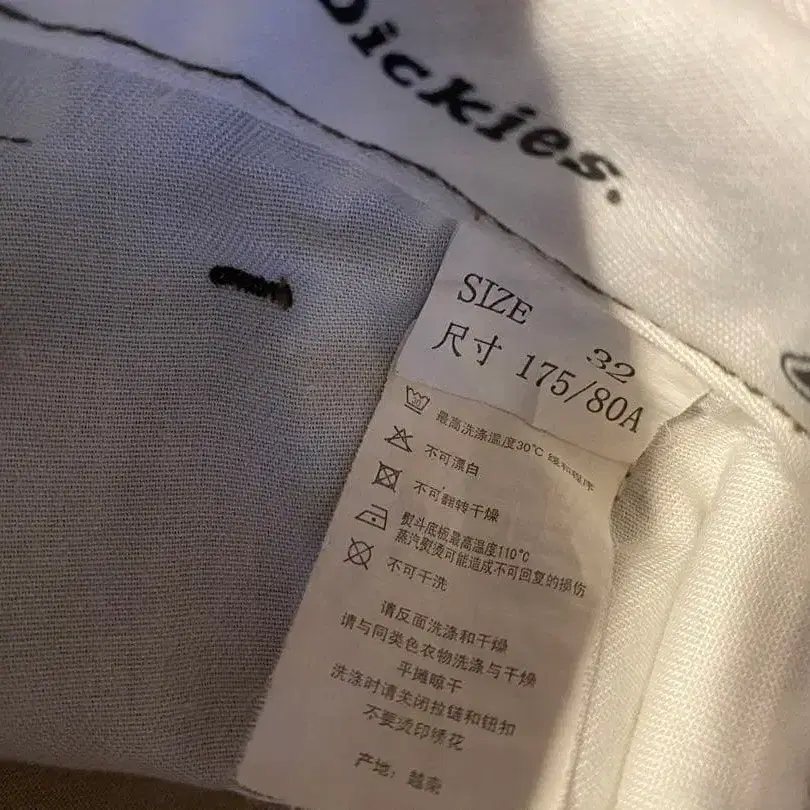 Dickies.
SIZE 32
尺寸 175/80A
30
最高洗涤温度30℃ 缓和程序
不可漂白
不可翻转干燥
熨斗底板最高温度110℃
蒸汽熨烫可能造成不可回复的损伤
不可干洗
请反面洗涤和干燥
请与同类色衣物洗涤与干燥
平摊晾干
洗涤时请关闭拉链和钮扣
不要烫印绣花
产地：越南